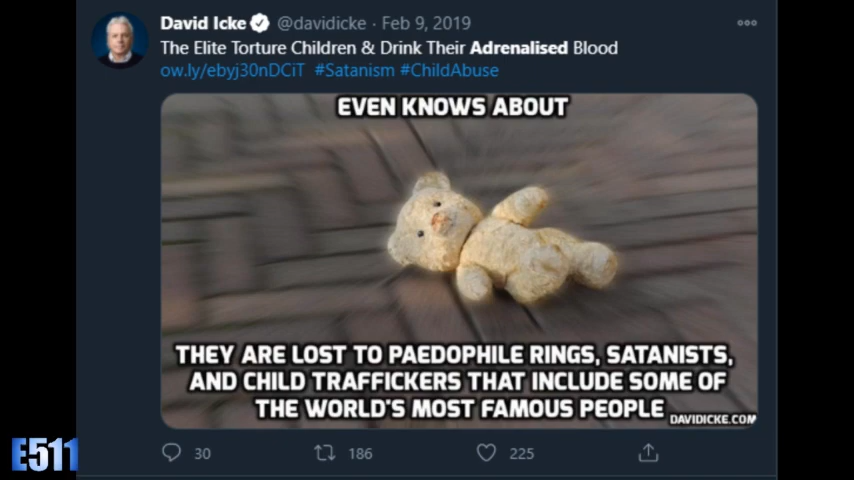 David Icke @davidicke · Feb 9, 2019
The Elite Torture Children & Drink Their Adrenalised Blood
ow.ly/ebyj30nDCiT #Satanism #ChildAbuse
EVEN KNOWS ABOUT
THEY ARE LOST TO PAEDOPHILE RINGS, SATANISTS,
AND CHILD TRAFFICKERS THAT INCLUDE SOME OF
THE WORLD'S MOST FAMOUS PEOPLE
DAVIDICKE.COM
30 186 225
E511